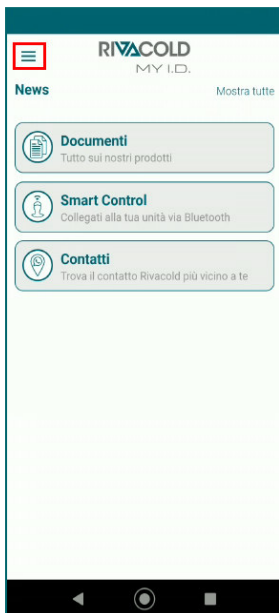 RIVACOLD
MY I.D.
News
Mostra tutte
Documenti
Tutto sui nostri prodotti
Smart Control
Collegati alla tua unità via Bluetooth
Contatti
Trova il contatto Rivacold più vicino a te